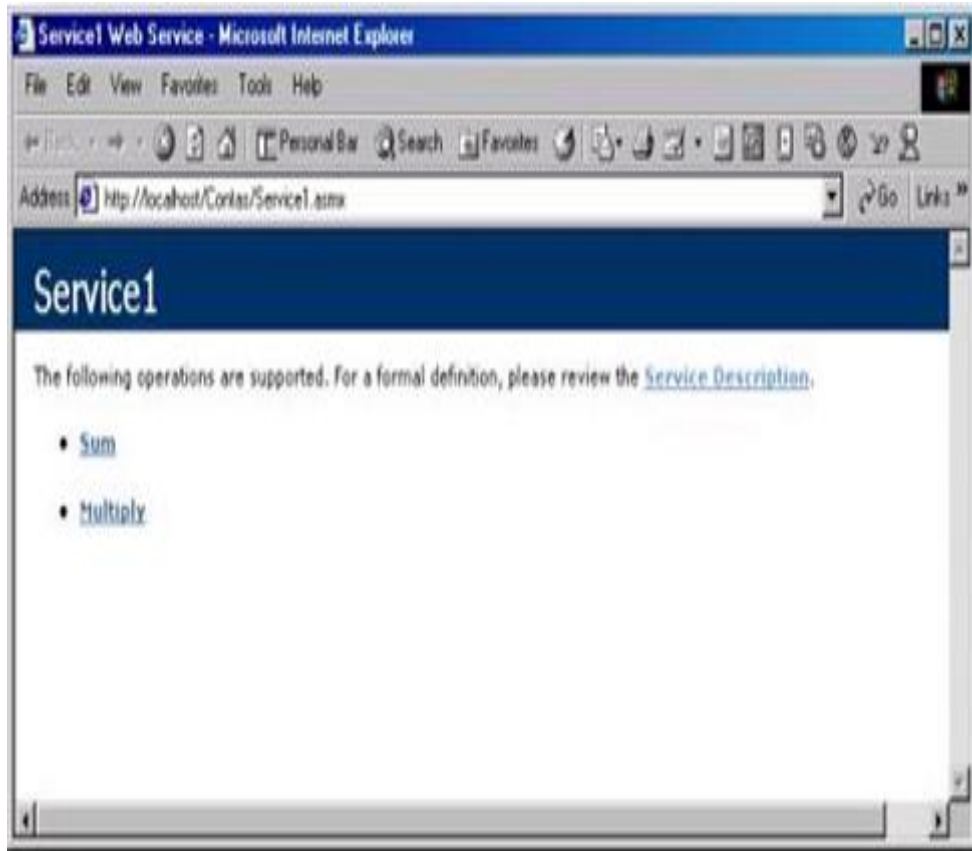 Service1 Web Service - Microsoft Internet Explorer
File Edit View Favorites Tools Help
Personal Bar Search Favorites
Address http://localhost/Contas/Service1.asmx Go Links »
Service1
The following operations are supported. For a formal definition, please review the Service Description.
• Sum
• Multiply